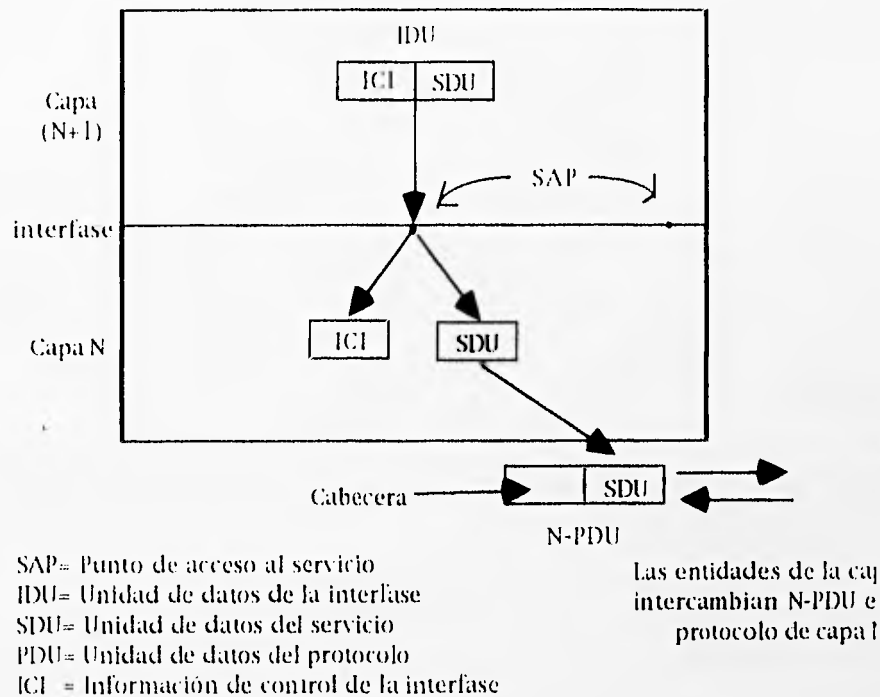 IDU
ICI SDU
Capa
(N+1)
SAP
interfase
ICI SDU
Capa N
Cabecera SDU
N-PDU
SAP= Punto de acceso al servicio
IDU= Unidad de datos de la interfase
SDU= Unidad de datos del servicio
PDU= Unidad de datos del protocolo
ICI = Información de control de la interfase
Las entidades de la
intercambian N-PDU
protocolo de capa